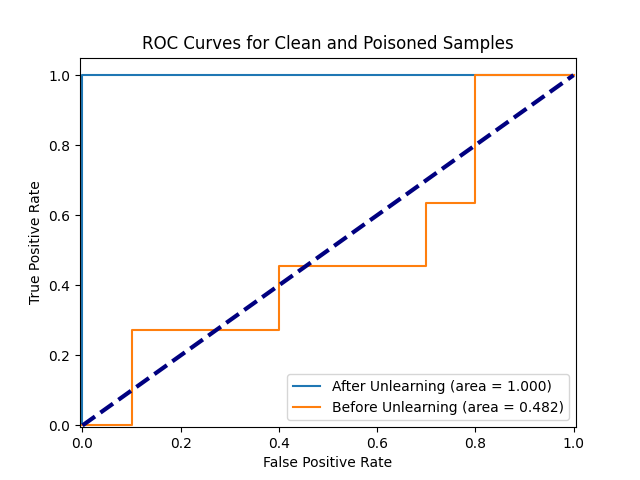 ROC Curves for Clean and Poisoned Samples
True Positive Rate
1.0
0.8
0.6
0.4
0.2
0.0
After Unlearning (area = 1.000)
Before Unlearning (area = 0.482)
0.0 0.2 0.4 0.6 0.8 1.0
False Positive Rate